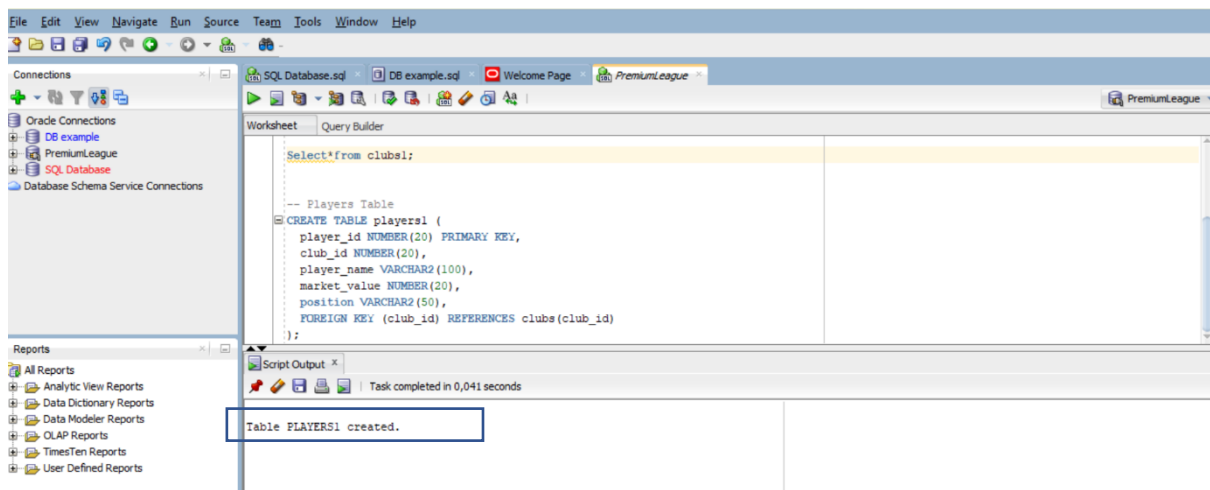 File Edit View Navigate Run Source Team Tools Window Help
Connections
Oracle Connections
DB example
PremiumLeague
SQL Database
Database Schema Service Connections
Reports
All Reports
Analytic View Reports
Data Dictionary Reports
Data Modeler Reports
OLAP Reports
TimesTen Reports
User Defined Reports
SQL Database.sql DB example.sql Welcome Page PremiumLeague
PremiumLeague
Worksheet Query Builder
Select*from clubs1;
-- Players Table
CREATE TABLE players1 (
player_id NUMBER(20) PRIMARY KEY,
club_id NUMBER(20),
player_name VARCHAR2(100),
market_value NUMBER(20),
position VARCHAR2(50),
FOREIGN KEY (club_id) REFERENCES clubs(club_id)
);
Script Output
Task completed in 0,041 seconds
Table PLAYERS1 created.